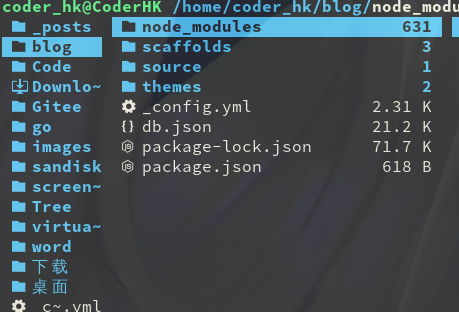 coder_hk@CoderHK /home/coder_hk/blog/node_modu
_posts node_modules 631
blog scaffolds 3
Code source 1
Downlo~ themes 2
Gitee _config.yml 2.31 K
go db.json 21.2 K
images package-lock.json 71.7 K
sandisk package.json 618 B
screen~
Tree
virtua~
word
下载
桌面
_c~.yml